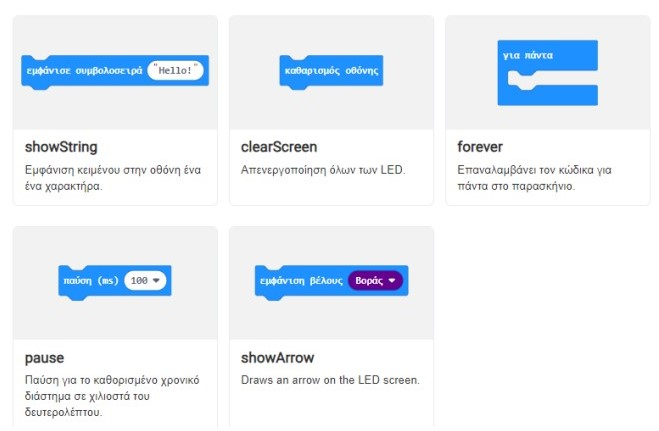 εμφάνισε συμβολοσειρά "Hello!"
showString
Εμφάνιση κειμένου στην οθόνη ένα
ένα χαρακτήρα.
καθαρισμός οθόνης
clearScreen
Απενεργοποίηση όλων των LED.
για πάντα
forever
Επαναλαμβάνει τον κώδικα για
πάντα στο παρασκήνιο.
παύση (ms) 100
pause
Παύση για το καθορισμένο χρονικό
διάστημα σε χιλιοστά του
δευτερολέπτου.
εμφάνιση βέλους Βοράς
showArrow
Draws an arrow on the LED screen.